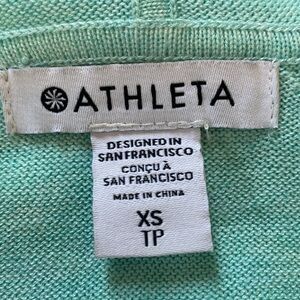 ATHLETA
DESIGNED IN
SAN FRANCISCO
CONÇU À
SAN FRANCISCO
MADE IN CHINA
XS
TP